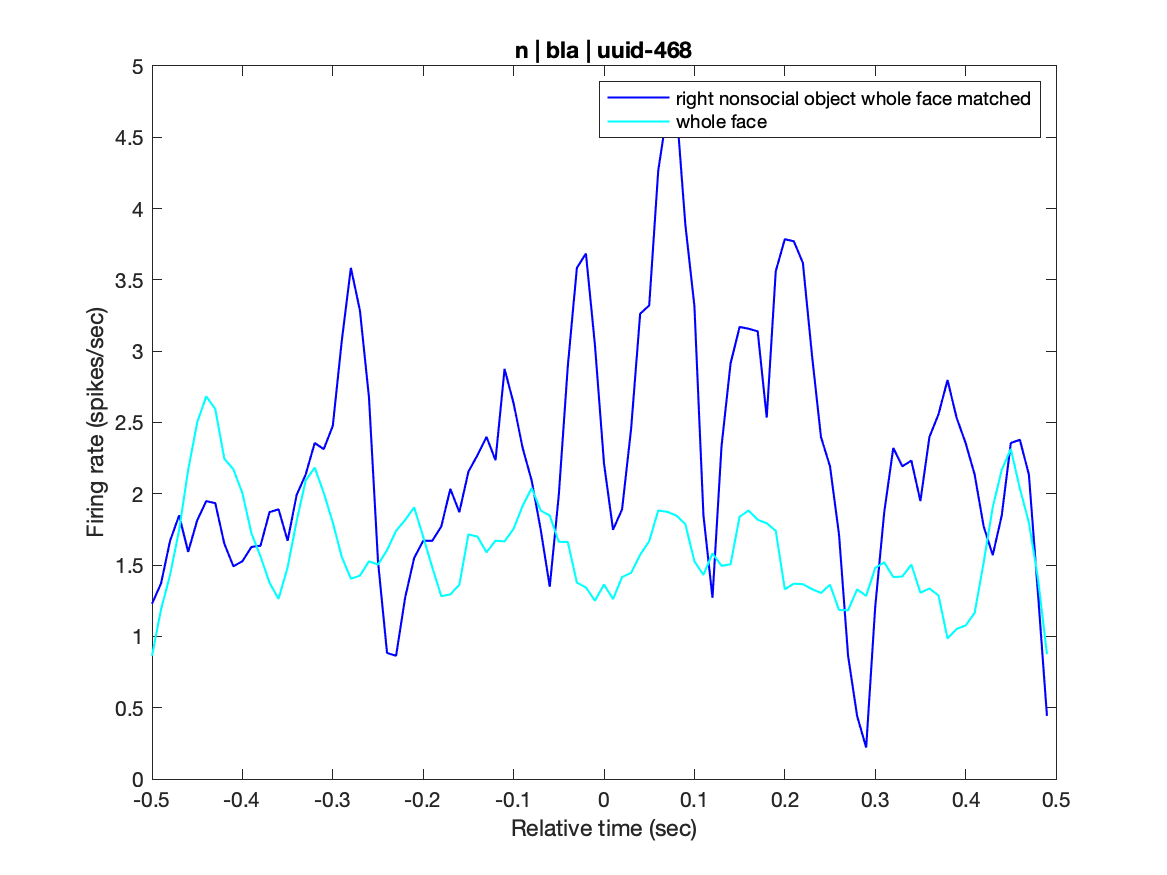 n | bla | uuid-468
right nonsocial object whole face matched
whole face
5
4.5
4
3.5
3
2.5
2
1.5
1
0.5
0
Firing rate (spikes/sec)
-0.5 -0.4 -0.3 -0.2 -0.1 0 0.1 0.2 0.3 0.4 0.5
Relative time (sec)